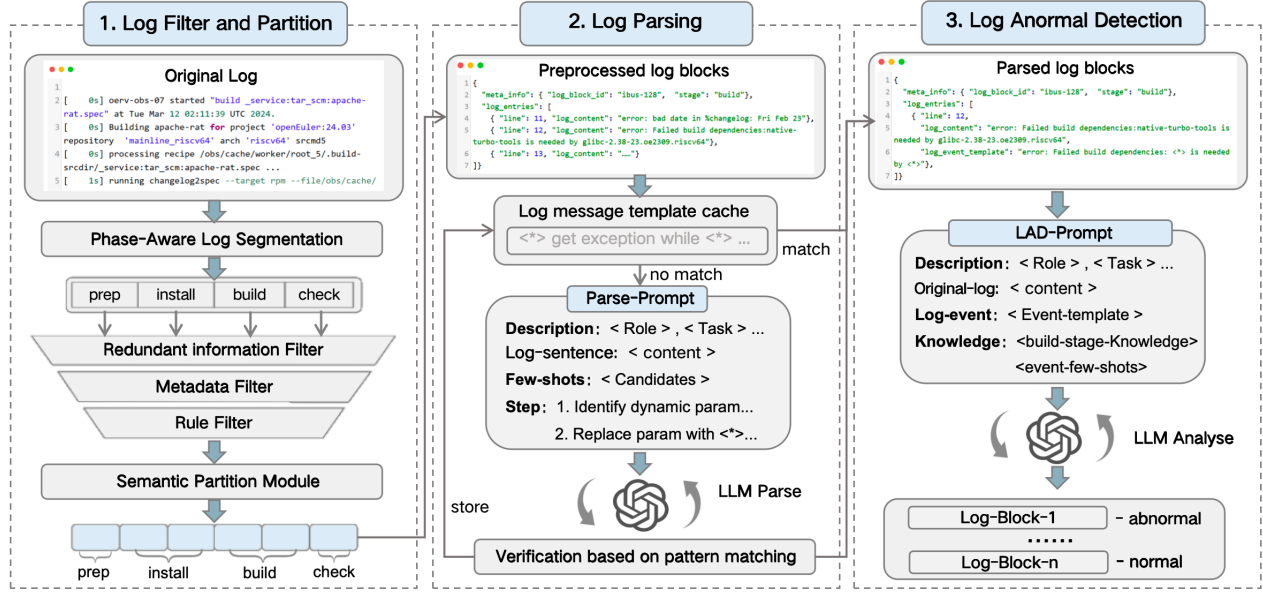 1. Log Filter and Partition
Original Log
1
2 [    0s] oerv-obs-07 started "build _service:tar_scm:apache-
rat.spec" at Tue Mar 12 02:11:39 UTC 2024.
3 [    0s] Building apache-rat for project 'openEuler:24.03'
repository  'mainline_riscv64' arch 'riscv64' srcmd5
4 [    0s] processing recipe /obs/cache/worker/root_5/.build-
srcdir/_service:tar_scm:apache-rat.spec ...
5 [    1s] running changelog2spec --target rpm --file/obs/cache/
Phase-Aware Log Segmentation
prep install build check
Redundant information Filter
Metadata Filter
Rule Filter
Semantic Partition Module
prep install build check
2. Log Parsing
Preprocessed log blocks
1 {
2 "meta_info": { "log_block_id": "ibus-128",  "stage": "build"},
3 "log_entries": [
4 { "line": 11, "log_content": "error: bad date in %changelog: Fri Feb 23"},
5 { "line": 12, "log_content": "error: Failed build dependencies:native-
turbo-tools is needed by glibc-2.38-23.oe2309.riscv64"},
6 { "line": 13, "log_content": "……"}
7 ]}
Log message template cache
<*> get exception while <*> ...
match
no match
Parse-Prompt
Description: < Role > , < Task > ...
Log-sentence: < content >
Few-shots: < Candidates >
Step: 1. Identify dynamic param...
2. Replace param with <*>...
LLM Parse
store
Verification based on pattern matching
3. Log Anormal Detection
Parsed log blocks
1 {
2 "meta_info": { "log_block_id": "ibus-128",  "stage": "build"},
3 "log_entries": [
4 { "line": 12,
5 "log_content": "error: Failed build dependencies:native-turbo-tools is
needed by glibc-2.38-23.oe2309.riscv64",
6 "log_event_template": "error: Failed build dependencies: <*> is needed
by <*>"},
7 ]}
LAD-Prompt
Description: < Role > , < Task > ...
Original-log: < content >
Log-event: < Event-template >
Knowledge: <build-stage-Knowledge>
<event-few-shots>
LLM Analyse
Log-Block-1 - abnormal
......
Log-Block-n - normal